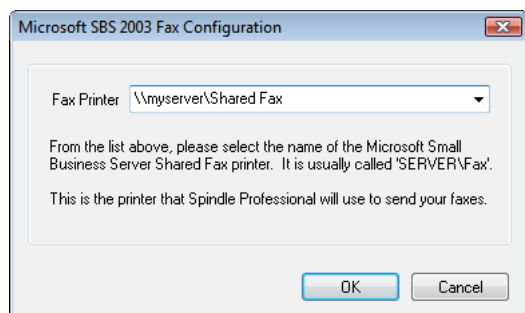 Microsoft SBS 2003 Fax Configuration
Fax Printer \\myserver\Shared Fax
From the list above, please select the name of the Microsoft Small
Business Server Shared Fax printer. It is usually called 'SERVER\Fax'.
This is the printer that Spindle Professional will use to send your faxes.
OK Cancel